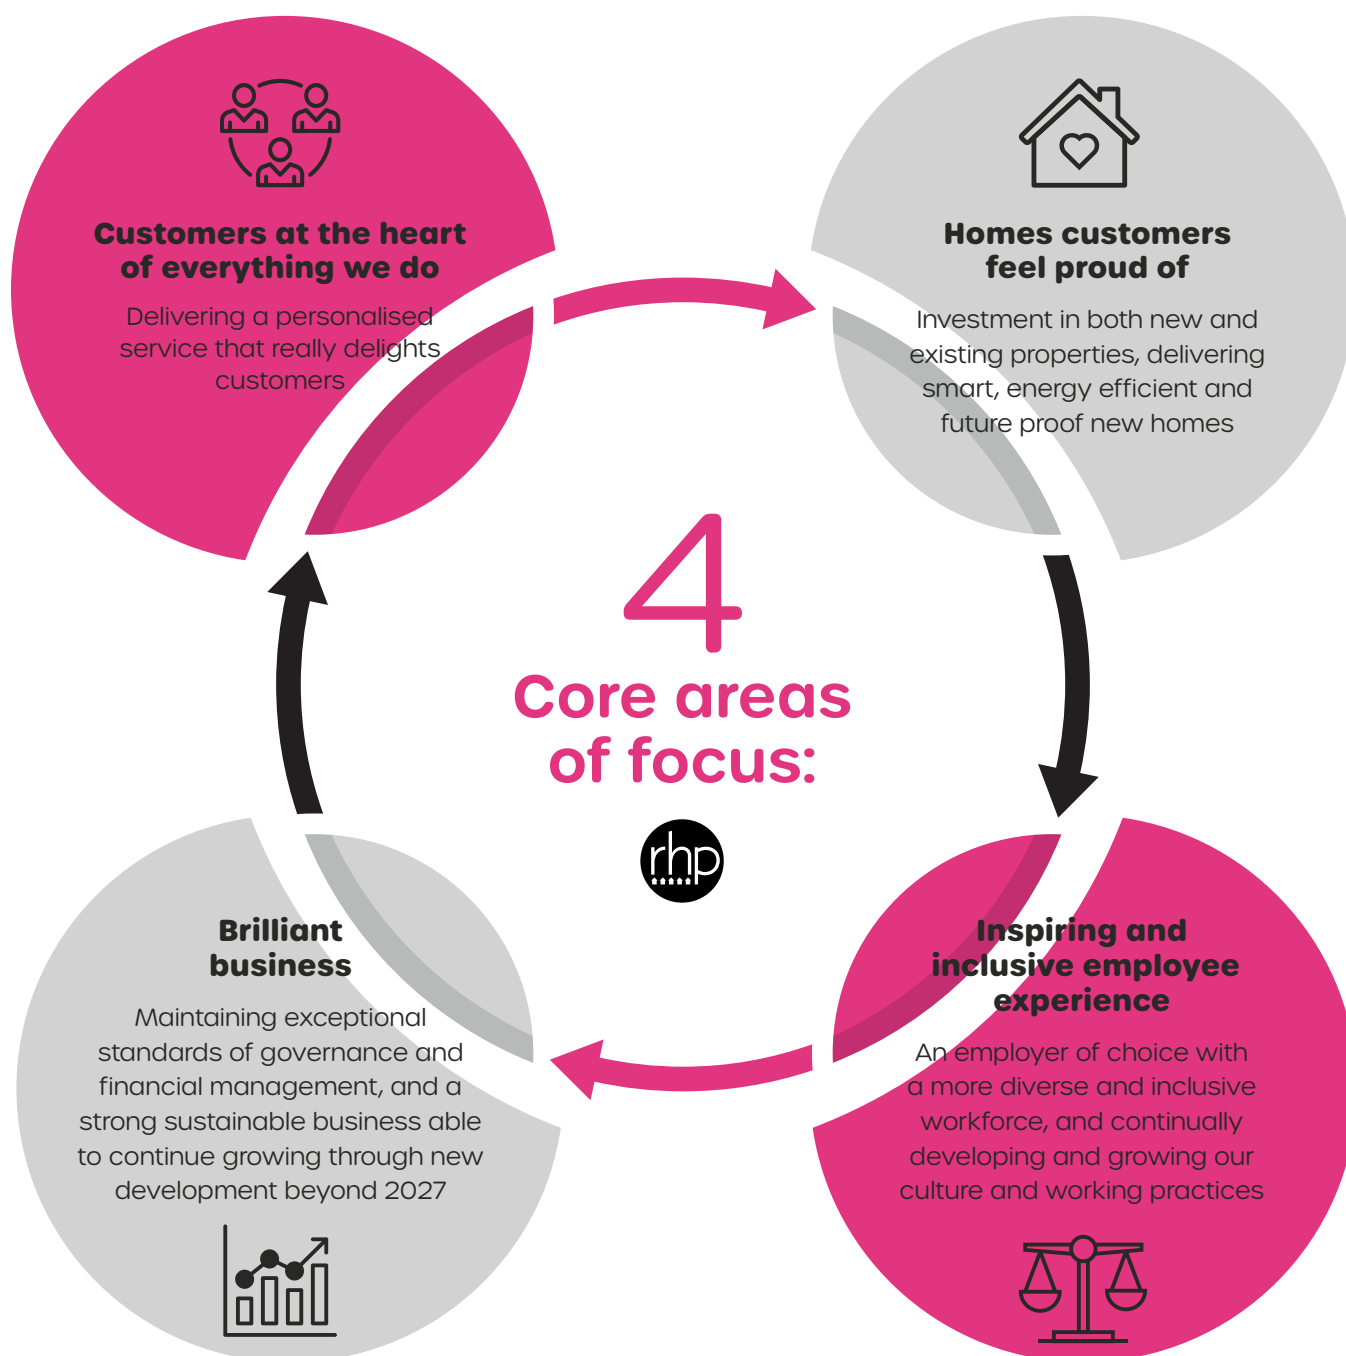 Customers at the heart
of everything we do
Delivering a personalised
service that really delights
customers
Homes customers
feel proud of
Investment in both new and
existing properties, delivering
smart, energy efficient and
future proof new homes
4
Core areas
of focus:
rhp
Brilliant
business
Maintaining exceptional
standards of governance and
financial management, and a
strong sustainable business able
to continue growing through new
development beyond 2027
Inspiring and
inclusive employee
experience
An employer of choice with
a more diverse and inclusive
workforce, and continually
developing and growing our
culture and working practices